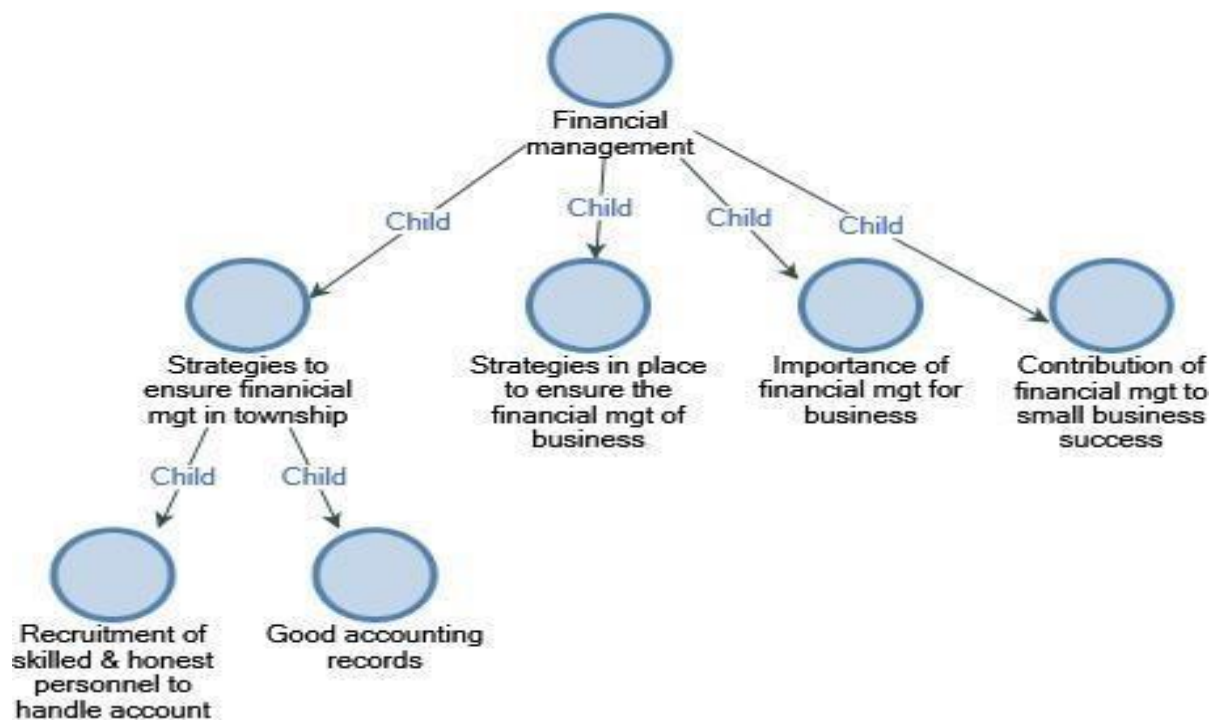 Financial
management
Child
Child
Child
Child
Strategies to
ensure finanicial
mgt in township
Strategies in place
to ensure the
financial mgt of
business
Importance of
financial mgt for
business
Contribution of
financial mgt to
small business
success
Child
Child
Recruitment of
skilled & honest
personnel to
handle account
Good accounting
records